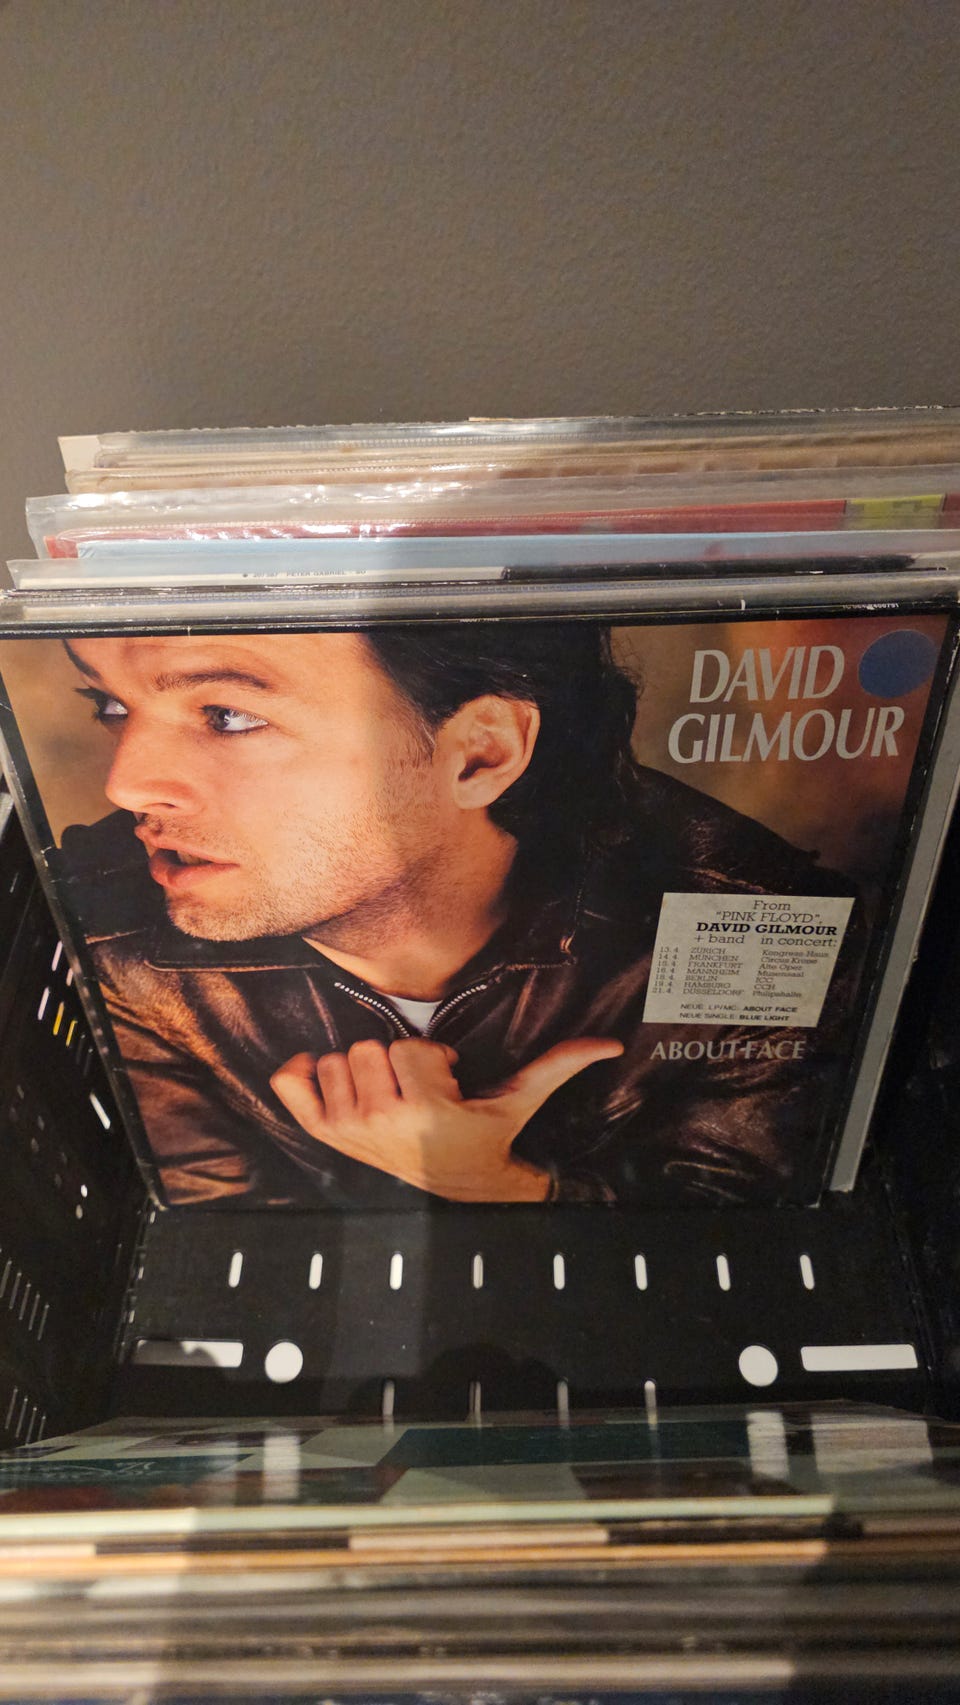 PETER GABRIEL
DAVID
GILMOUR
From
"PINK FLOYD",
DAVID GILMOUR
+ band in concert:
13.4. ZÜRICH Kongress-Haus
14.4. MÜNCHEN Circus Krone
15.4. FRANKFURT Alte Oper
16.4. MANNHEIM Musensaal
18.4. BERLIN ICC
19.4. HAMBURG CCH
21.4. DÜSSELDORF Philipshalle
NEUE LP/MC: ABOUT FACE
NEUE SINGLE: BLUE LIGHT
ABOUT FACE